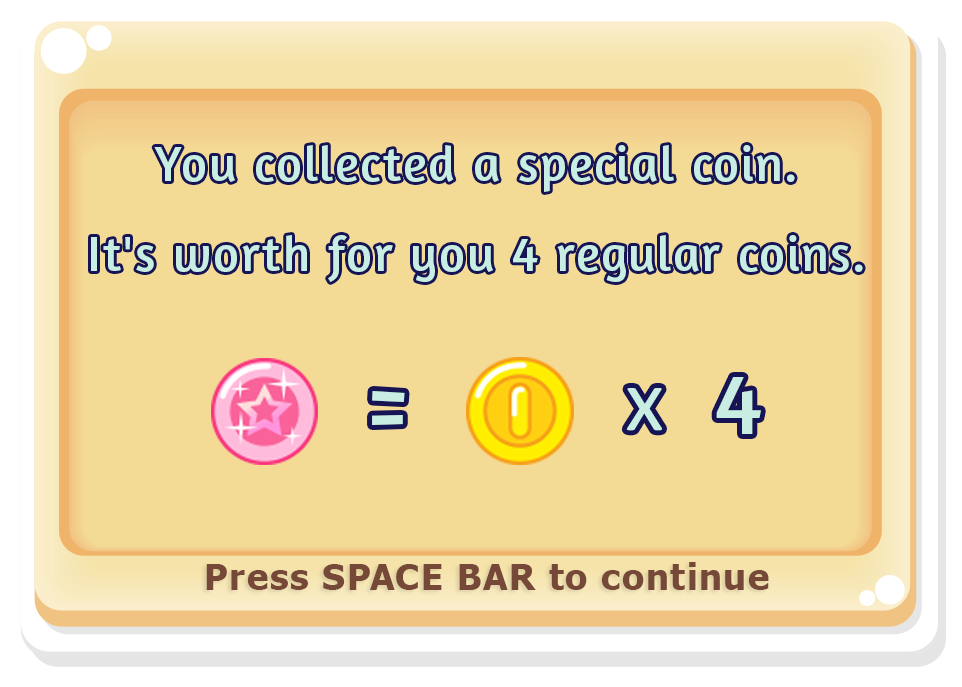 You collected a special coin.
It's worth for you 4 regular coins.
= x 4
Press SPACE BAR to continue